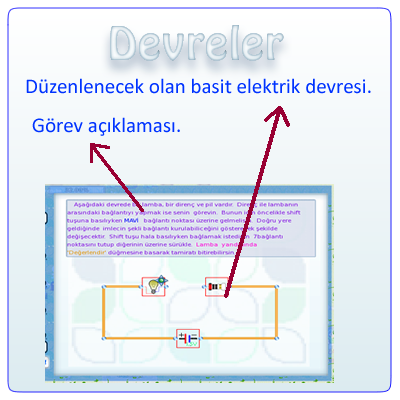 Devreler
Düzenlenecek olan basit elektrik devresi.
Görev açıklaması.
Aşağıdaki devrede bir lamba, bir direnç ve pil vardır. Direnç ile lambanın
arasındaki bağlantıyı yapmak ise senin görevin. Bunun için öncelikle shift
tuşuna basılıyken MAVİ bağlantı noktası üzerine gelmelisin. Doğru yere
geldiğinde imlecin şekli bağlantı kurulabileceğini gösterecek şekilde
değişecektir. Shift tuşu hala basılıyken bağlamak istediğin
bağlantı
noktasını tutup diğerinin üzerine sürükle. Lamba yandığında
'Değerlendir' düğmesine basarak tamiratı bitirebilirsin.